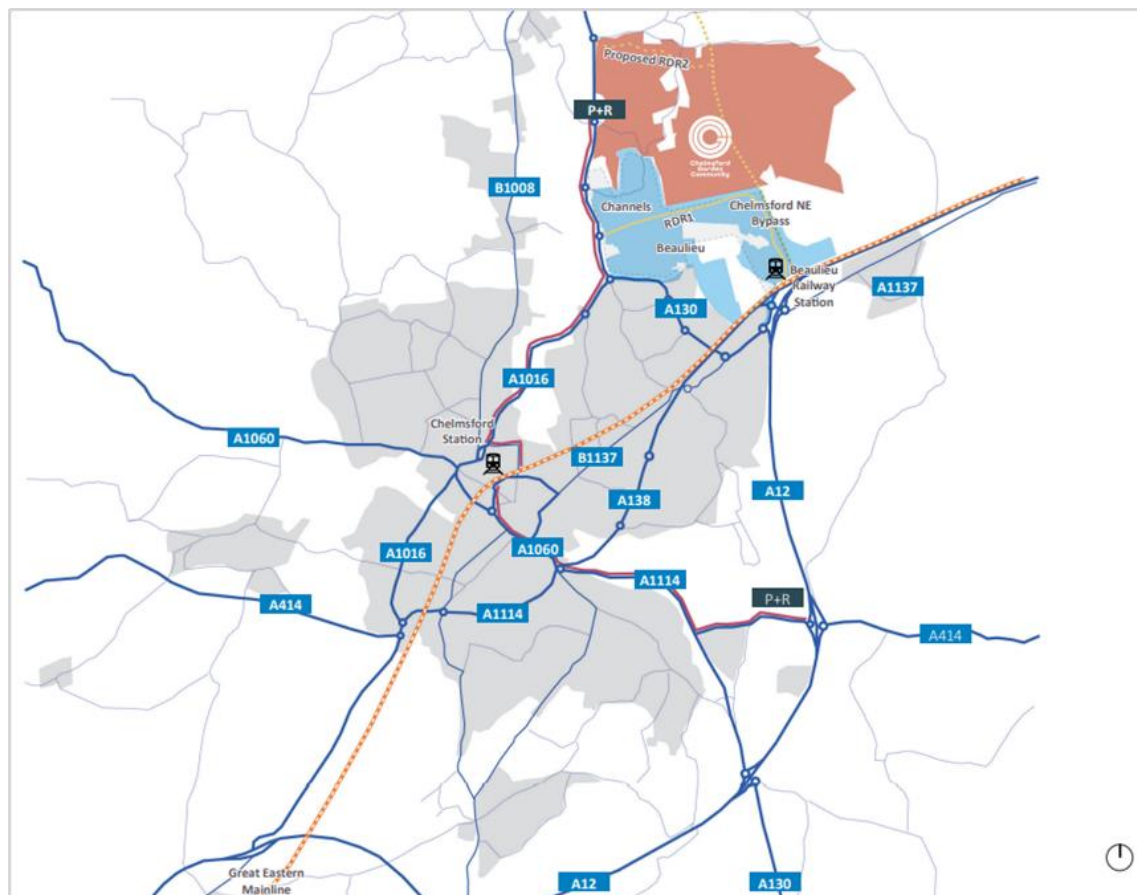 Proposed RDR2
P+R
Chelmsford
Garden
Community
B1008
Channels
Chelmsford NE
Bypass
RDR1
Beaulieu
Beaulieu
Railway
Station
A1137
A130
A1016
Chelmsford
Station
A1060
B1137
A12
A138
A1016
A1060
A1114
A414
A1114
P+R
A414
Great Eastern
Mainline
A12
A130